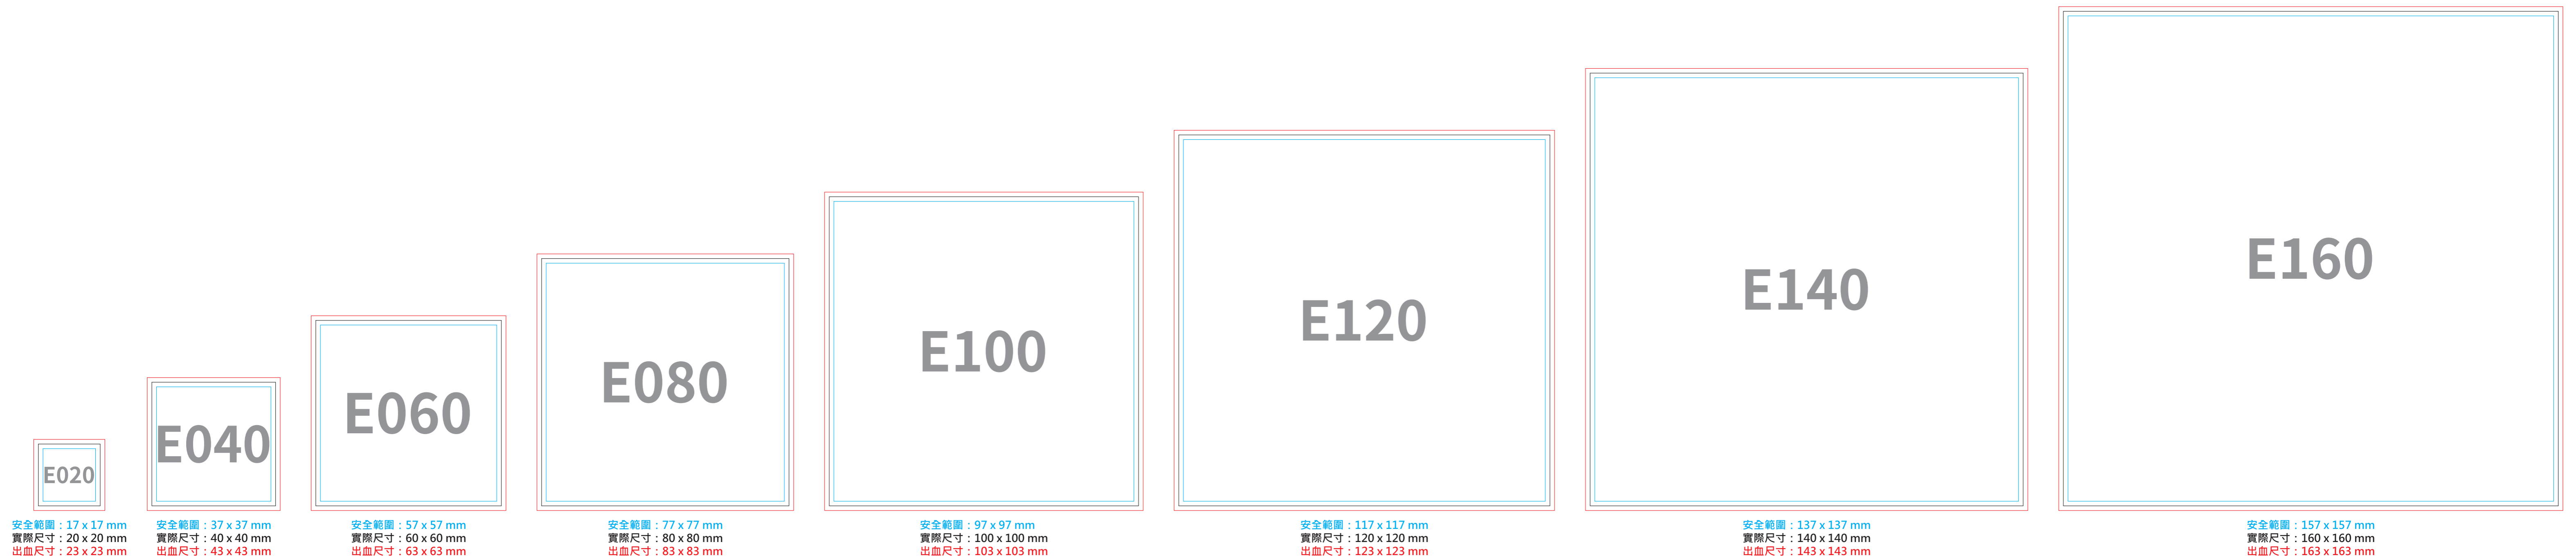 E020
安全範圍：17 x 17 mm
實際尺寸：20 x 20 mm
出血尺寸：23 x 23 mm
E040
安全範圍：37 x 37 mm
實際尺寸：40 x 40 mm
出血尺寸：43 x 43 mm
E060
安全範圍：57 x 57 mm
實際尺寸：60 x 60 mm
出血尺寸：63 x 63 mm
E080
安全範圍：77 x 77 mm
實際尺寸：80 x 80 mm
出血尺寸：83 x 83 mm
E100
安全範圍：97 x 97 mm
實際尺寸：100 x 100 mm
出血尺寸：103 x 103 mm
E120
安全範圍：117 x 117 mm
實際尺寸：120 x 120 mm
出血尺寸：123 x 123 mm
E140
安全範圍：137 x 137 mm
實際尺寸：140 x 140 mm
出血尺寸：143 x 143 mm
E160
安全範圍：157 x 157 mm
實際尺寸：160 x 160 mm
出血尺寸：163 x 163 mm